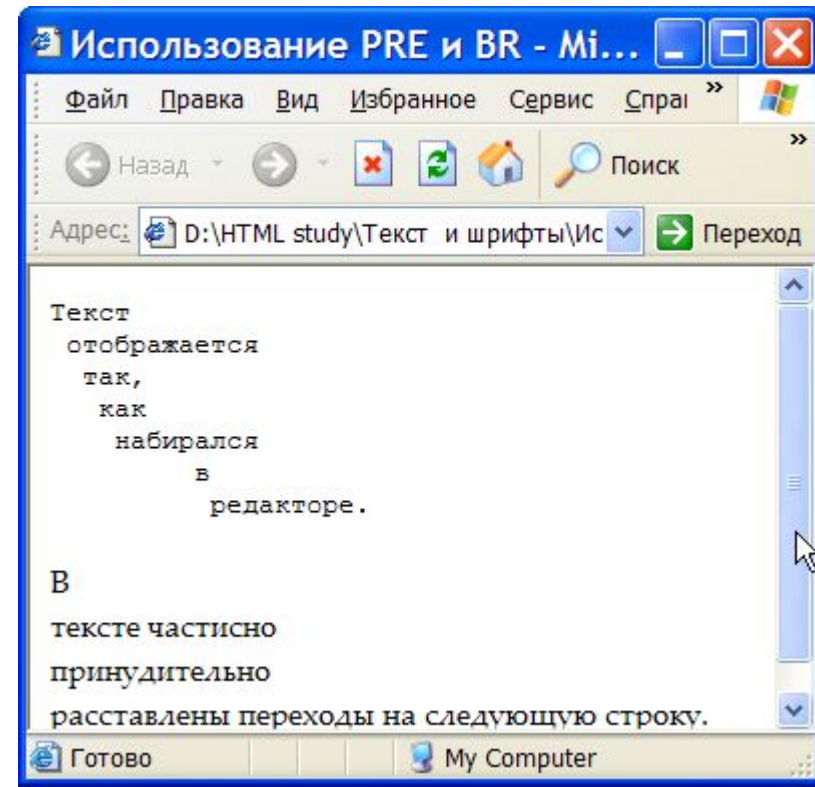 Использование PRE и BR - Mi...
Файл Правка Вид Избранное Сервис »
Назад Поиск »
Адрес: D:\HTML study\Текст и шрифты\Ис Переход
Текст
отображается
так,
как
набирался
в
редакторе.
В
тексте частисно
принудительно
расставлены переходы на следующую строку.
Готово My Computer